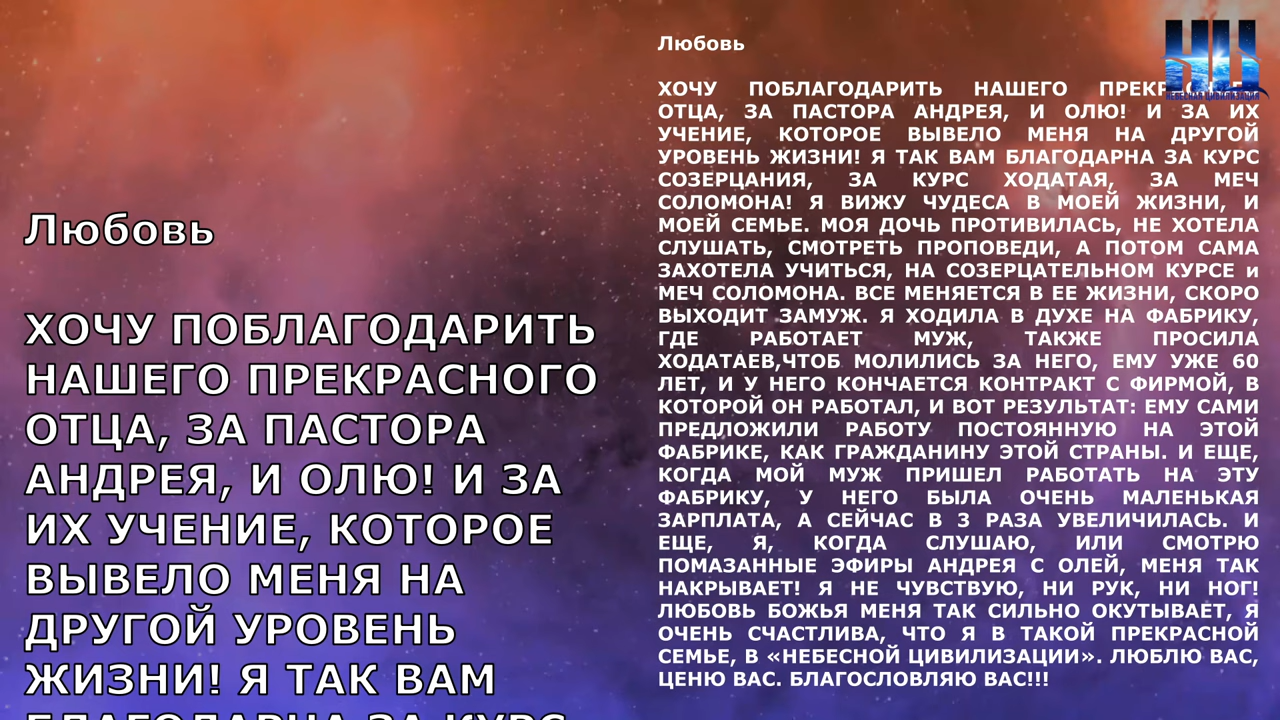 Любовь
ХОЧУ ПОБЛАГОДАРИТЬ
НАШЕГО ПРЕКРАСНОГО
ОТЦА, ЗА ПАСТОРА
АНДРЕЯ, И ОЛЮ! И ЗА
ИХ УЧЕНИЕ, КОТОРОЕ
ВЫВЕЛО МЕНЯ НА
ДРУГОЙ УРОВЕНЬ
ЖИЗНИ! Я ТАК ВАМ
БЛАГОДАРНА ЗА КУРС
Любовь
ХОЧУ ПОБЛАГОДАРИТЬ НАШЕГО
ОТЦА, ЗА ПАСТОРА АНДРЕЯ, И ОЛЮ! И ЗА ИХ
УЧЕНИЕ, КОТОРОЕ ВЫВЕЛО МЕНЯ НА ДРУГОЙ
УРОВЕНЬ ЖИЗНИ! Я ТАК ВАМ БЛАГОДАРНА ЗА КУРС
СОЗЕРЦАНИЯ, ЗА КУРС ХОДАТАЯ, ЗА МЕЧ
СОЛОМОНА! Я ВИЖУ ЧУДЕСА В МОЕЙ ЖИЗНИ, И
МОЕЙ СЕМЬЕ. МОЯ ДОЧЬ ПРОТИВИЛАСЬ, НЕ ХОТЕЛА
СЛУШАТЬ, СМОТРЕТЬ ПРОПОВЕДИ, А ПОТОМ САМА
ЗАХОТЕЛА УЧИТЬСЯ, НА СОЗЕРЦАТЕЛЬНОМ КУРСЕ и
МЕЧ СОЛОМОНА. ВСЕ МЕНЯЕТСЯ В ЕЕ ЖИЗНИ, СКОРО
ВЫХОДИТ ЗАМУЖ. Я ХОДИЛА В ДУХЕ НА ФАБРИКУ,
ГДЕ РАБОТАЕТ МУЖ, ТАКЖЕ ПРОСИЛА
ХОДАТАЕВ,ЧТОБ МОЛИЛИСЬ ЗА НЕГО, ЕМУ УЖЕ 60
ЛЕТ, И У НЕГО КОНЧАЕТСЯ КОНТРАКТ С ФИРМОЙ, В
КОТОРОЙ ОН РАБОТАЛ, И ВОТ РЕЗУЛЬТАТ: ЕМУ САМИ
ПРЕДЛОЖИЛИ РАБОТУ ПОСТОЯННУЮ НА ЭТОЙ
ФАБРИКЕ, КАК ГРАЖДАНИНУ ЭТОЙ СТРАНЫ. И ЕЩЕ,
КОГДА МОЙ МУЖ ПРИШЕЛ РАБОТАТЬ НА ЭТУ
ФАБРИКУ, У НЕГО БЫЛА ОЧЕНЬ МАЛЕНЬКАЯ
ЗАРПЛАТА, А СЕЙЧАС В 3 РАЗА УВЕЛИЧИЛАСЬ. И
ЕЩЕ, Я, КОГДА СЛУШАЮ, ИЛИ СМОТРЮ
ПОМАЗАННЫЕ ЭФИРЫ АНДРЕЯ С ОЛЕЙ, МЕНЯ ТАК
НАКРЫВАЕТ! Я НЕ ЧУВСТВУЮ, НИ РУК, НИ НОГ!
ЛЮБОВЬ БОЖЬЯ МЕНЯ ТАК СИЛЬНО ОКУТЫВАЕТ, Я
ОЧЕНЬ СЧАСТЛИВА, ЧТО Я В ТАКОЙ ПРЕКРАСНОЙ
СЕМЬЕ, В «НЕБЕСНОЙ ЦИВИЛИЗАЦИИ». ЛЮБЛЮ ВАС,
ЦЕНЮ ВАС. БЛАГОСЛОВЛЯЮ ВАС!!!
НЦ
НЕБЕСНАЯ ЦИВИЛИЗАЦИЯ